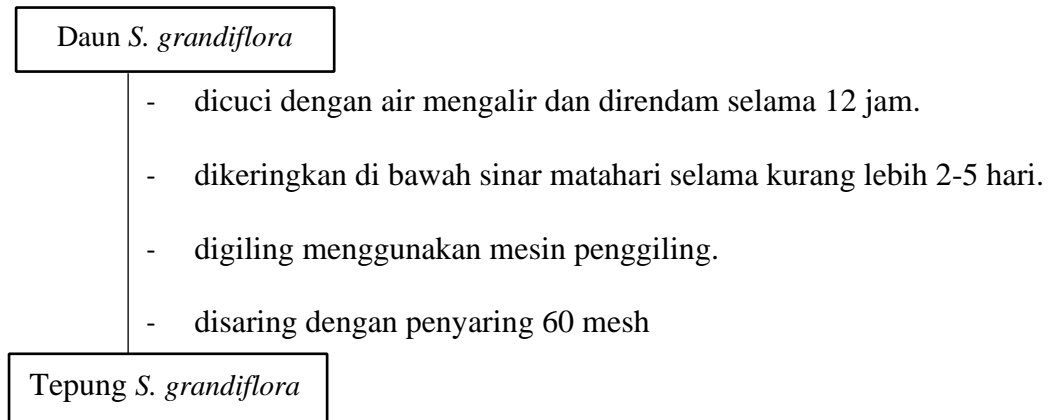 Daun S. grandiflora
- dicuci dengan air mengalir dan direndam selama 12 jam.
- dikeringkan di bawah sinar matahari selama kurang lebih 2-5 hari.
- digiling menggunakan mesin penggiling.
- disaring dengan penyaring 60 mesh
Tepung S. grandiflora